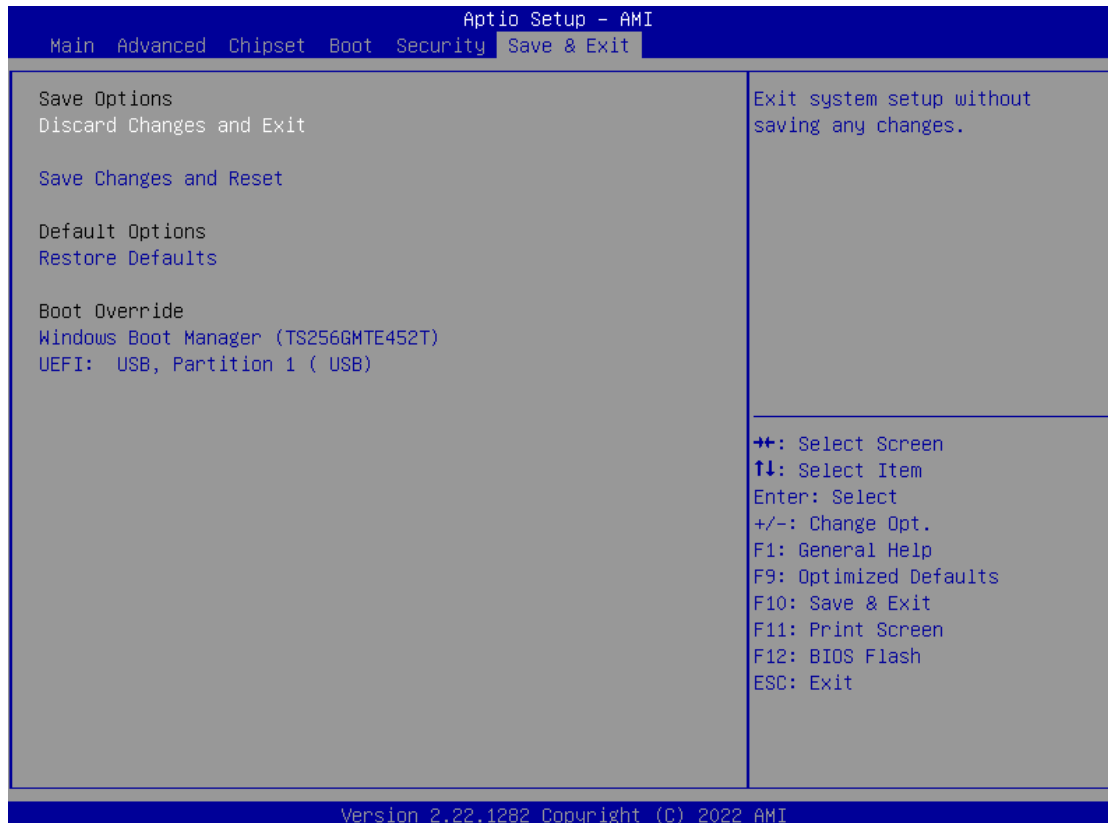 Aptio Setup – AMI
Main Advanced Chipset Boot Security Save & Exit
Save Options
Discard Changes and Exit
Save Changes and Reset
Default Options
Restore Defaults
Boot Override
Windows Boot Manager (TS256GMTE452T)
UEFI: USB, Partition 1 ( USB)
Exit system setup without
saving any changes.
→←: Select Screen
↑↓: Select Item
Enter: Select
+/-: Change Opt.
F1: General Help
F9: Optimized Defaults
F10: Save & Exit
F11: Print Screen
F12: BIOS Flash
ESC: Exit
Version 2.22.1282 Copyright (C) 2022 AMI